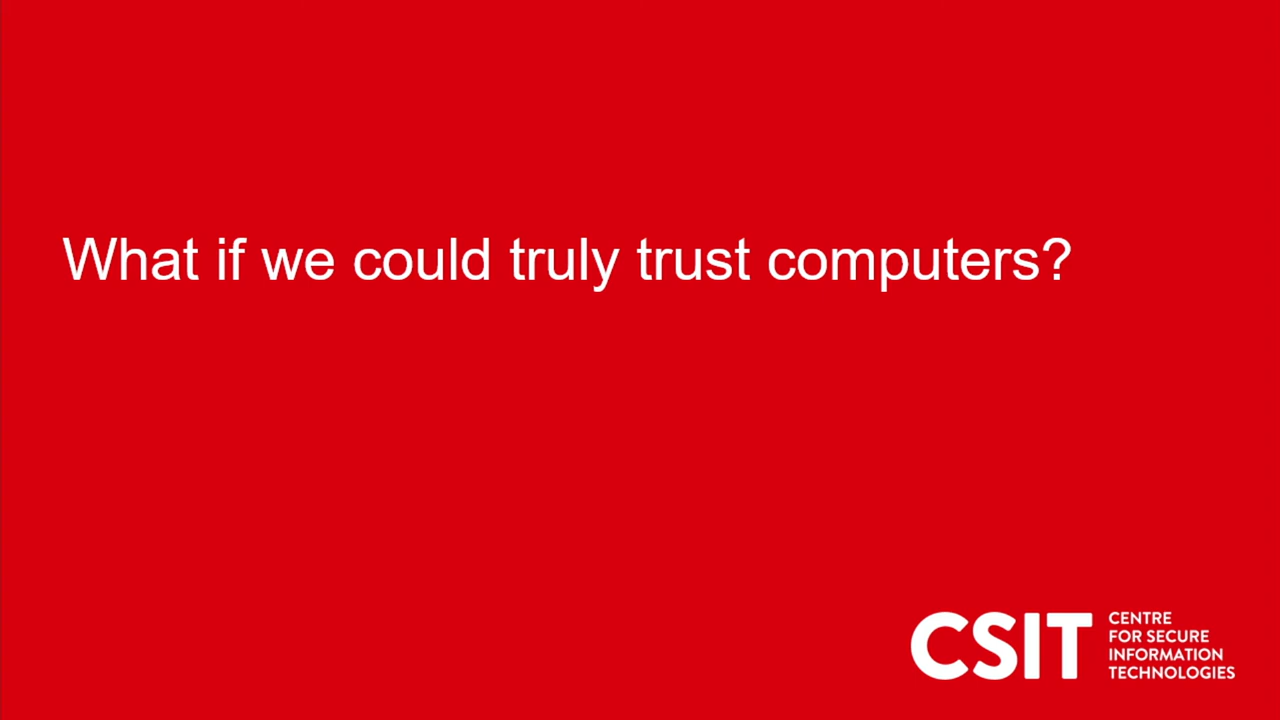 What if we could truly trust computers?
CSIT
CENTRE
FOR SECURE
INFORMATION
TECHNOLOGIES